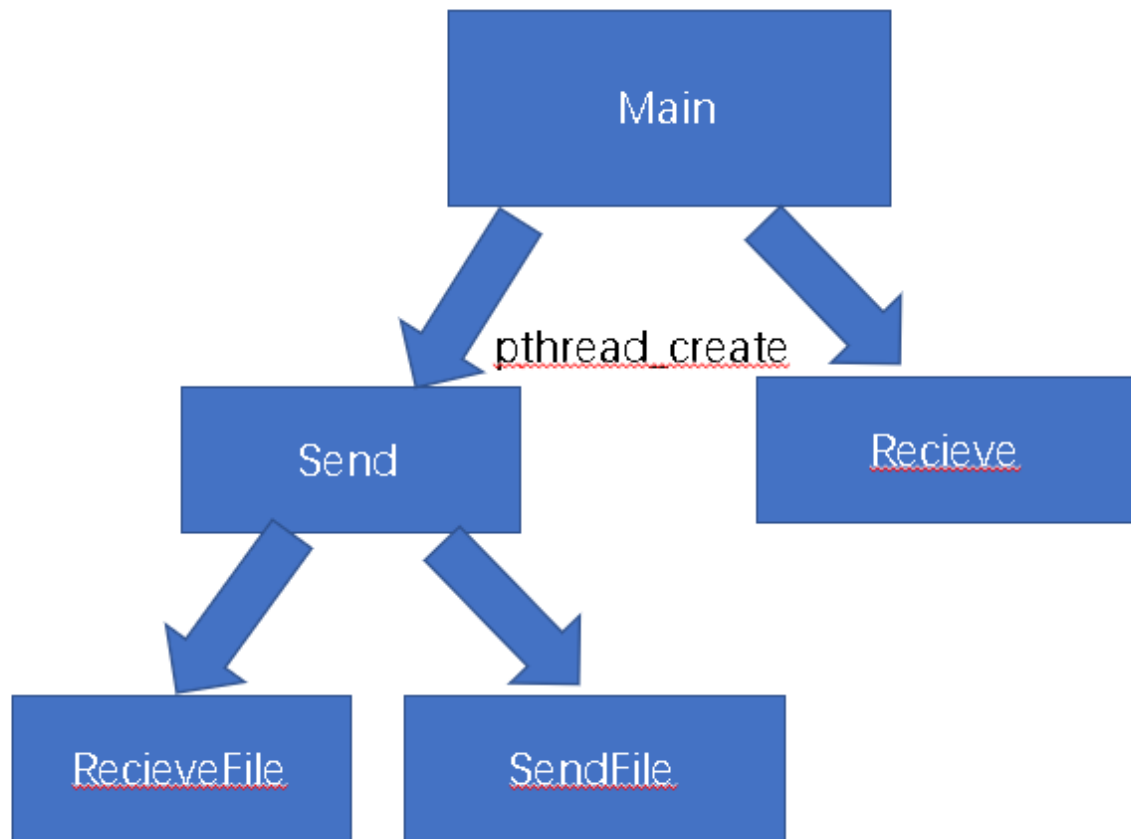 Main
pthread_create
Send
Recieve
RecieveFile
SendFile